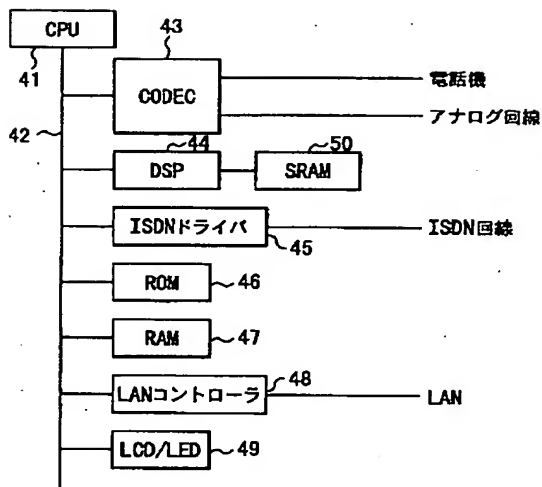 CPU
41
42
43
CODEC
電話機
アナログ回線
44
DSP
50
SRAM
ISDNドライバ
45
ISDN回線
ROM
46
RAM
47
LANコントローラ
48
LAN
LCD/LED
49